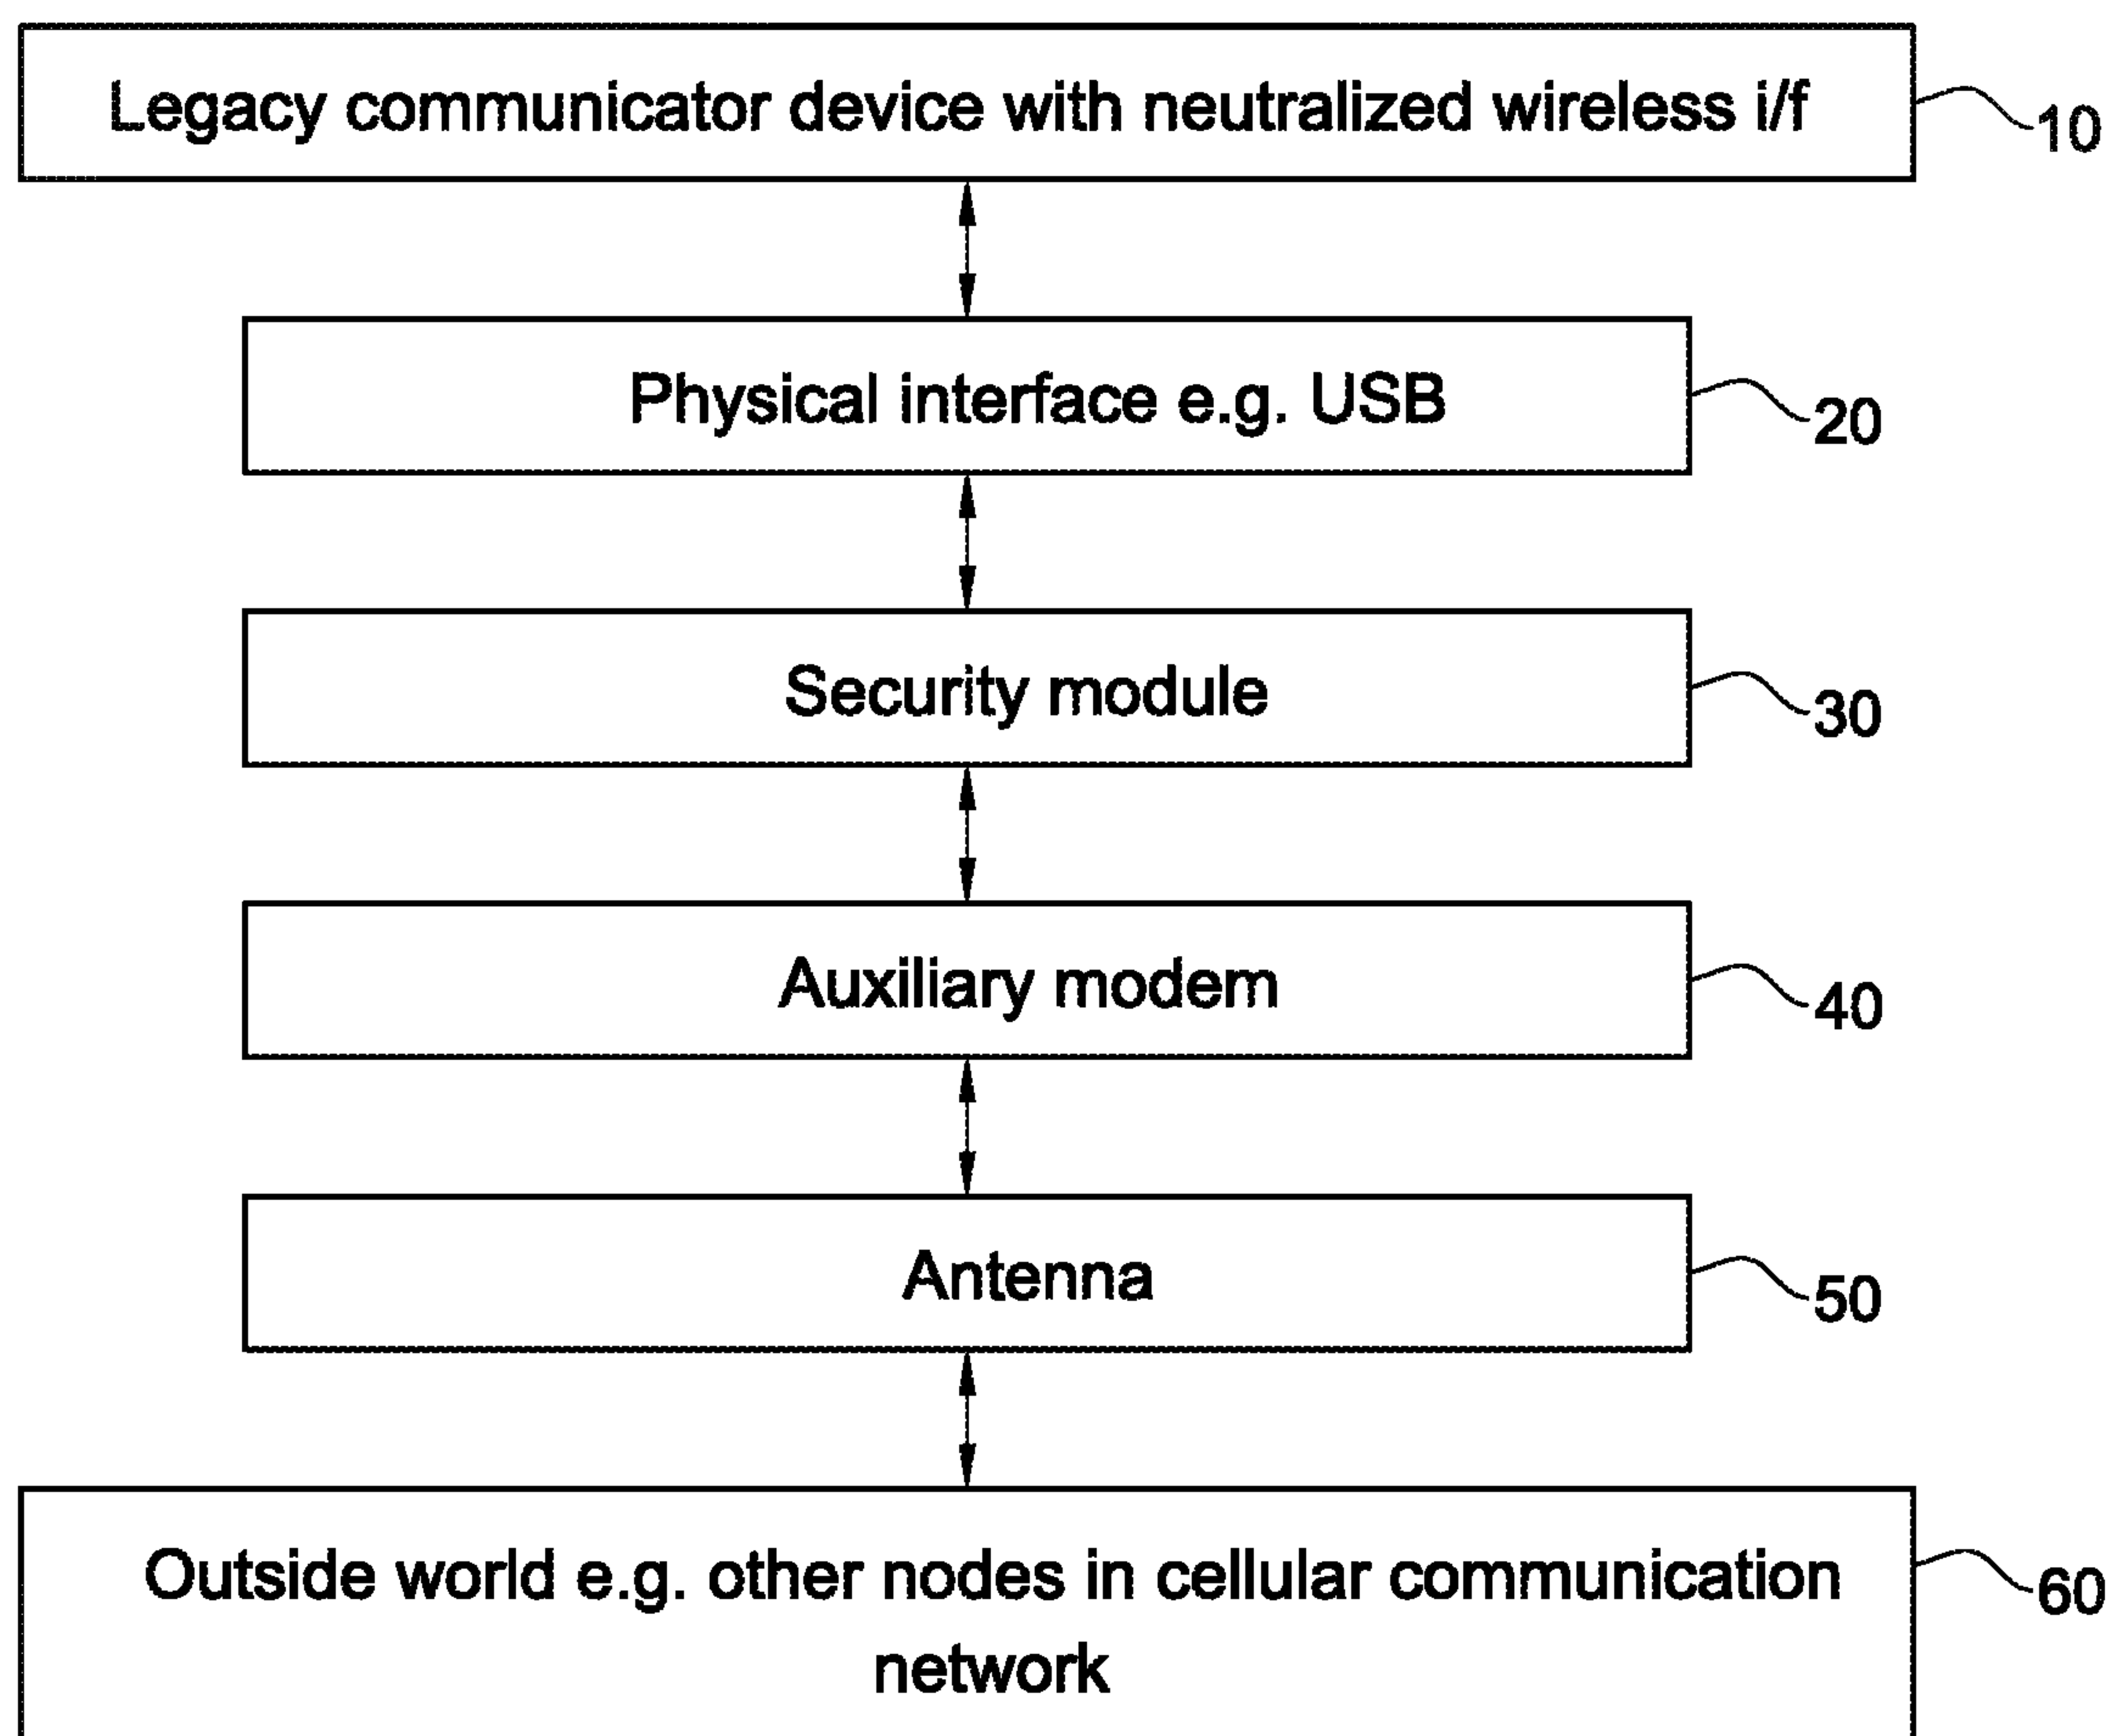 Legacy communicator device with neutralized wireless i/f
10
Physical interface e.g. USB
20
Security module
30
Auxiliary modem
40
Antenna
50
Outside world e.g. other nodes in cellular communication
network
60